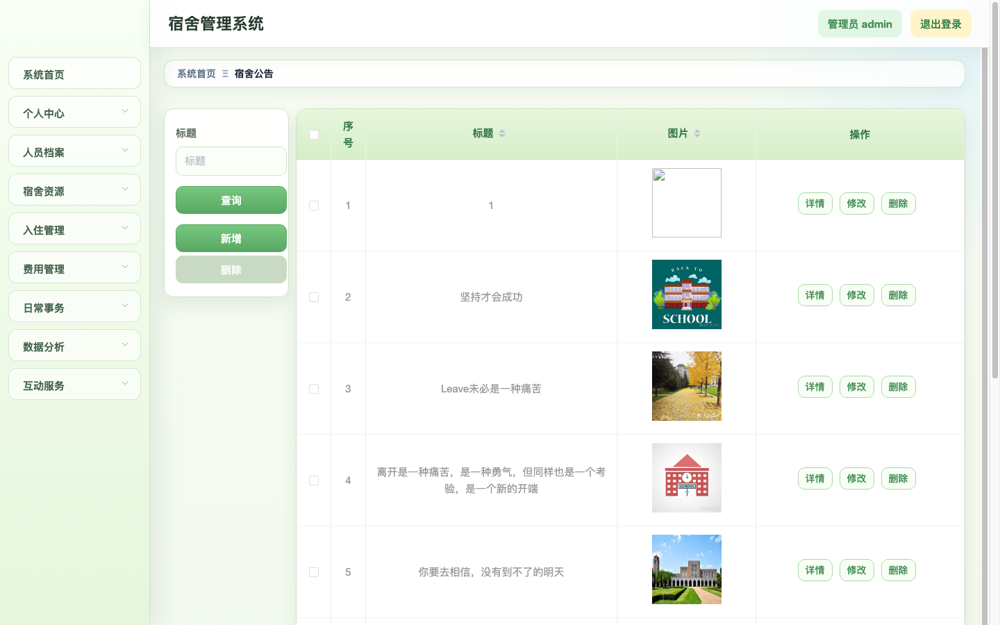 宿舍管理系统
管理员 admin
退出登录
系统首页
个人中心
人员档案
宿舍资源
入住管理
费用管理
日常事务
数据分析
互动服务
系统首页 Ξ 宿舍公告
标题
标题
查询
新增
删除
序号 标题 图片 操作
1 1 详情 修改 删除
2 坚持才会成功 详情 修改 删除
BACK TO
SCHOOL
3 Leave未必是一种痛苦 详情 修改 删除
4 离开是一种痛苦，是一种勇气，但同样也是一个考
验，是一个新的开端 详情 修改 删除
SCHOOL
5 你要去相信，没有到不了的明天 详情 修改 删除